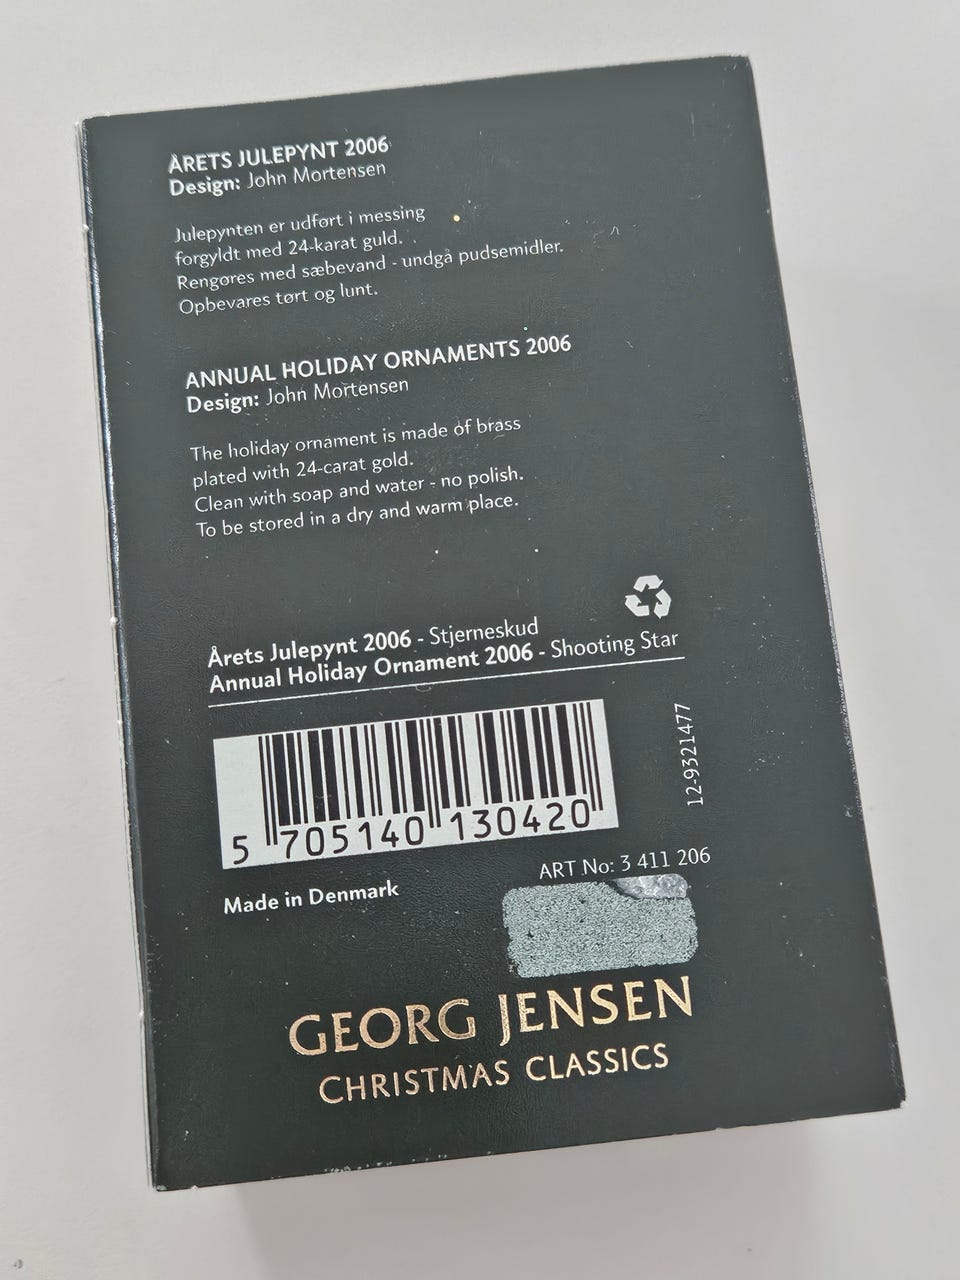 ÅRETS JULEPYNT 2006
Design: John Mortensen
Julepynten er udført i messing
forgyldt med 24-karat guld.
Rengøres med sæbevand - undgå pudsemidler.
Opbevares tørt og lunt.
ANNUAL HOLIDAY ORNAMENTS 2006
Design: John Mortensen
The holiday ornament is made of brass
plated with 24-carat gold.
Clean with soap and water - no polish.
To be stored in a dry and warm place.
Årets Julepynt 2006 - Stjerneskud
Annual Holiday Ornament 2006 - Shooting Star
5 705140 130420
12-9321477
ART No: 3 411 206
Made in Denmark
GEORG JENSEN
CHRISTMAS CLASSICS